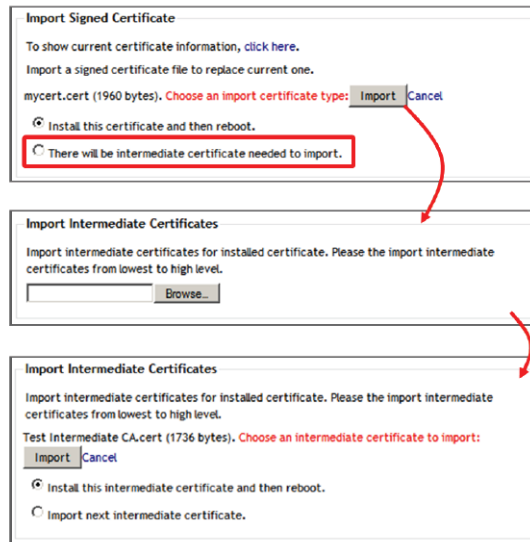 Import Signed Certificate
To show current certificate information, click here.
Import a signed certificate file to replace current one.
mycert.cert (1960 bytes). Choose an import certificate type: Import Cancel
Install this certificate and then reboot.
There will be intermediate certificate needed to import.
Import Intermediate Certificates
Import intermediate certificates for installed certificate. Please the import intermediate
certificates from lowest to high level.
Browse...
Import Intermediate Certificates
Import intermediate certificates for installed certificate. Please the import intermediate
certificates from lowest to high level.
Test Intermediate CA.cert (1736 bytes). Choose an intermediate certificate to import:
Import Cancel
Install this intermediate certificate and then reboot.
Import next intermediate certificate.